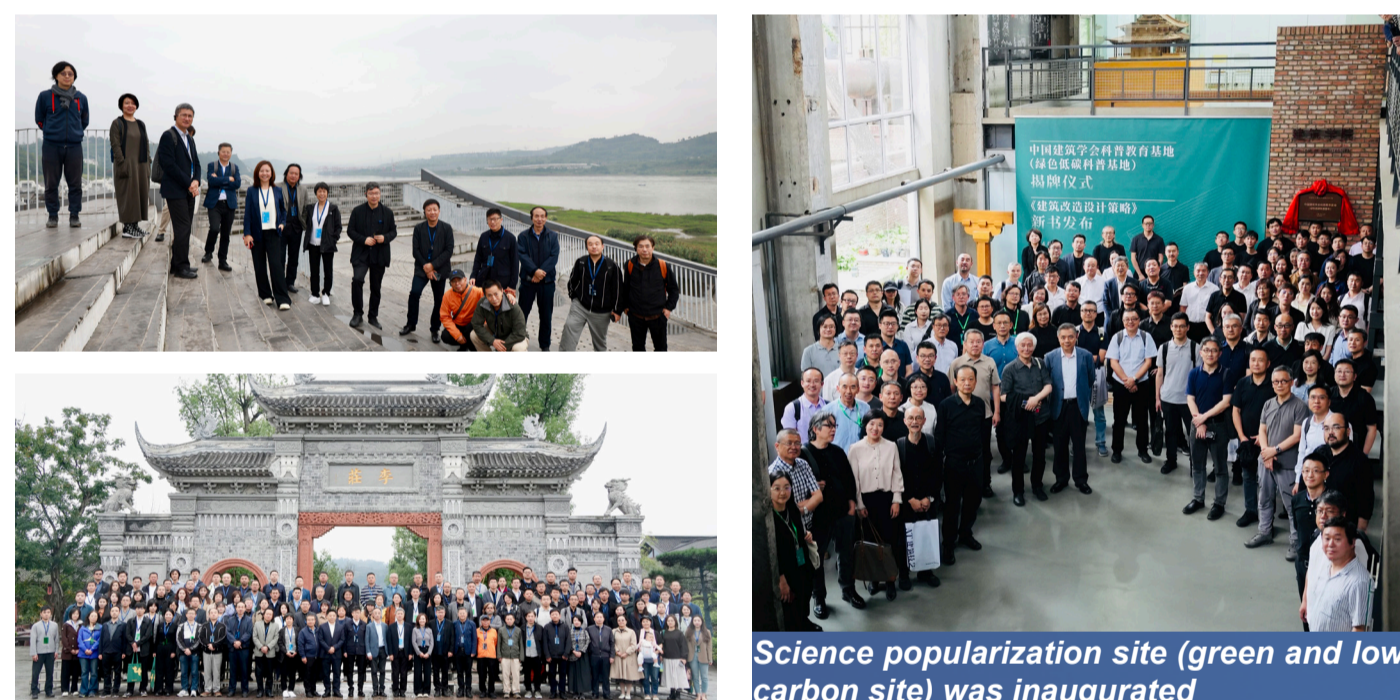 李莊
中国建筑学会科普教育基地
（绿色低碳科普基地）
揭牌仪式
《建筑改造设计策略》
新书发布
Science popularization site (green and low
carbon site) was inaugurated